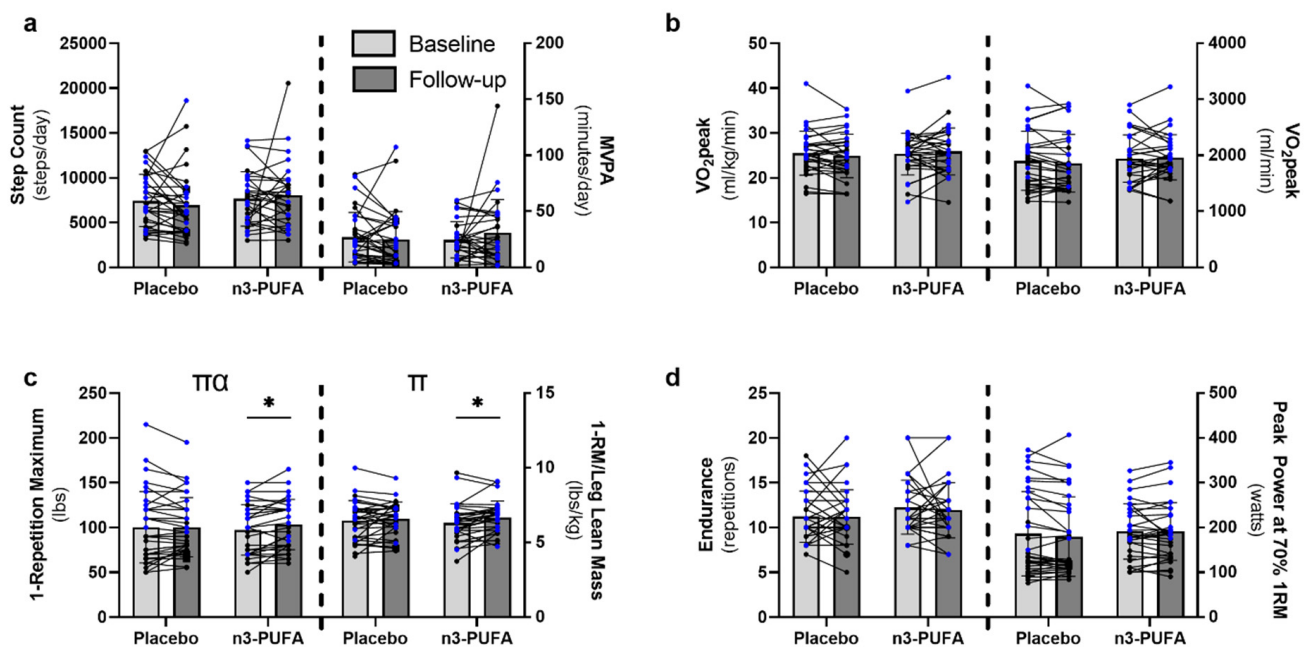 a
Step Count
(steps/day)
25000
20000
15000
10000
5000
0
Placebo
n3-PUFA
Placebo
n3-PUFA
Baseline
Follow-up
200
150
100
50
0
MVPA
(minutes/day)
b
VO2peak
(ml/kg/min)
50
40
30
20
10
0
Placebo
n3-PUFA
Placebo
n3-PUFA
4000
3000
2000
1000
0
VO2peak
(ml/min)
c
1-Repetition Maximum
(lbs)
250
200
150
100
50
0
πα
*
π
*
Placebo
n3-PUFA
Placebo
n3-PUFA
15
10
5
0
1-RM/Leg Lean Mass
(lbs/kg)
d
Endurance
(repetitions)
25
20
15
10
5
0
Placebo
n3-PUFA
Placebo
n3-PUFA
500
400
300
200
100
0
Peak Power at 70% 1RM
(watts)